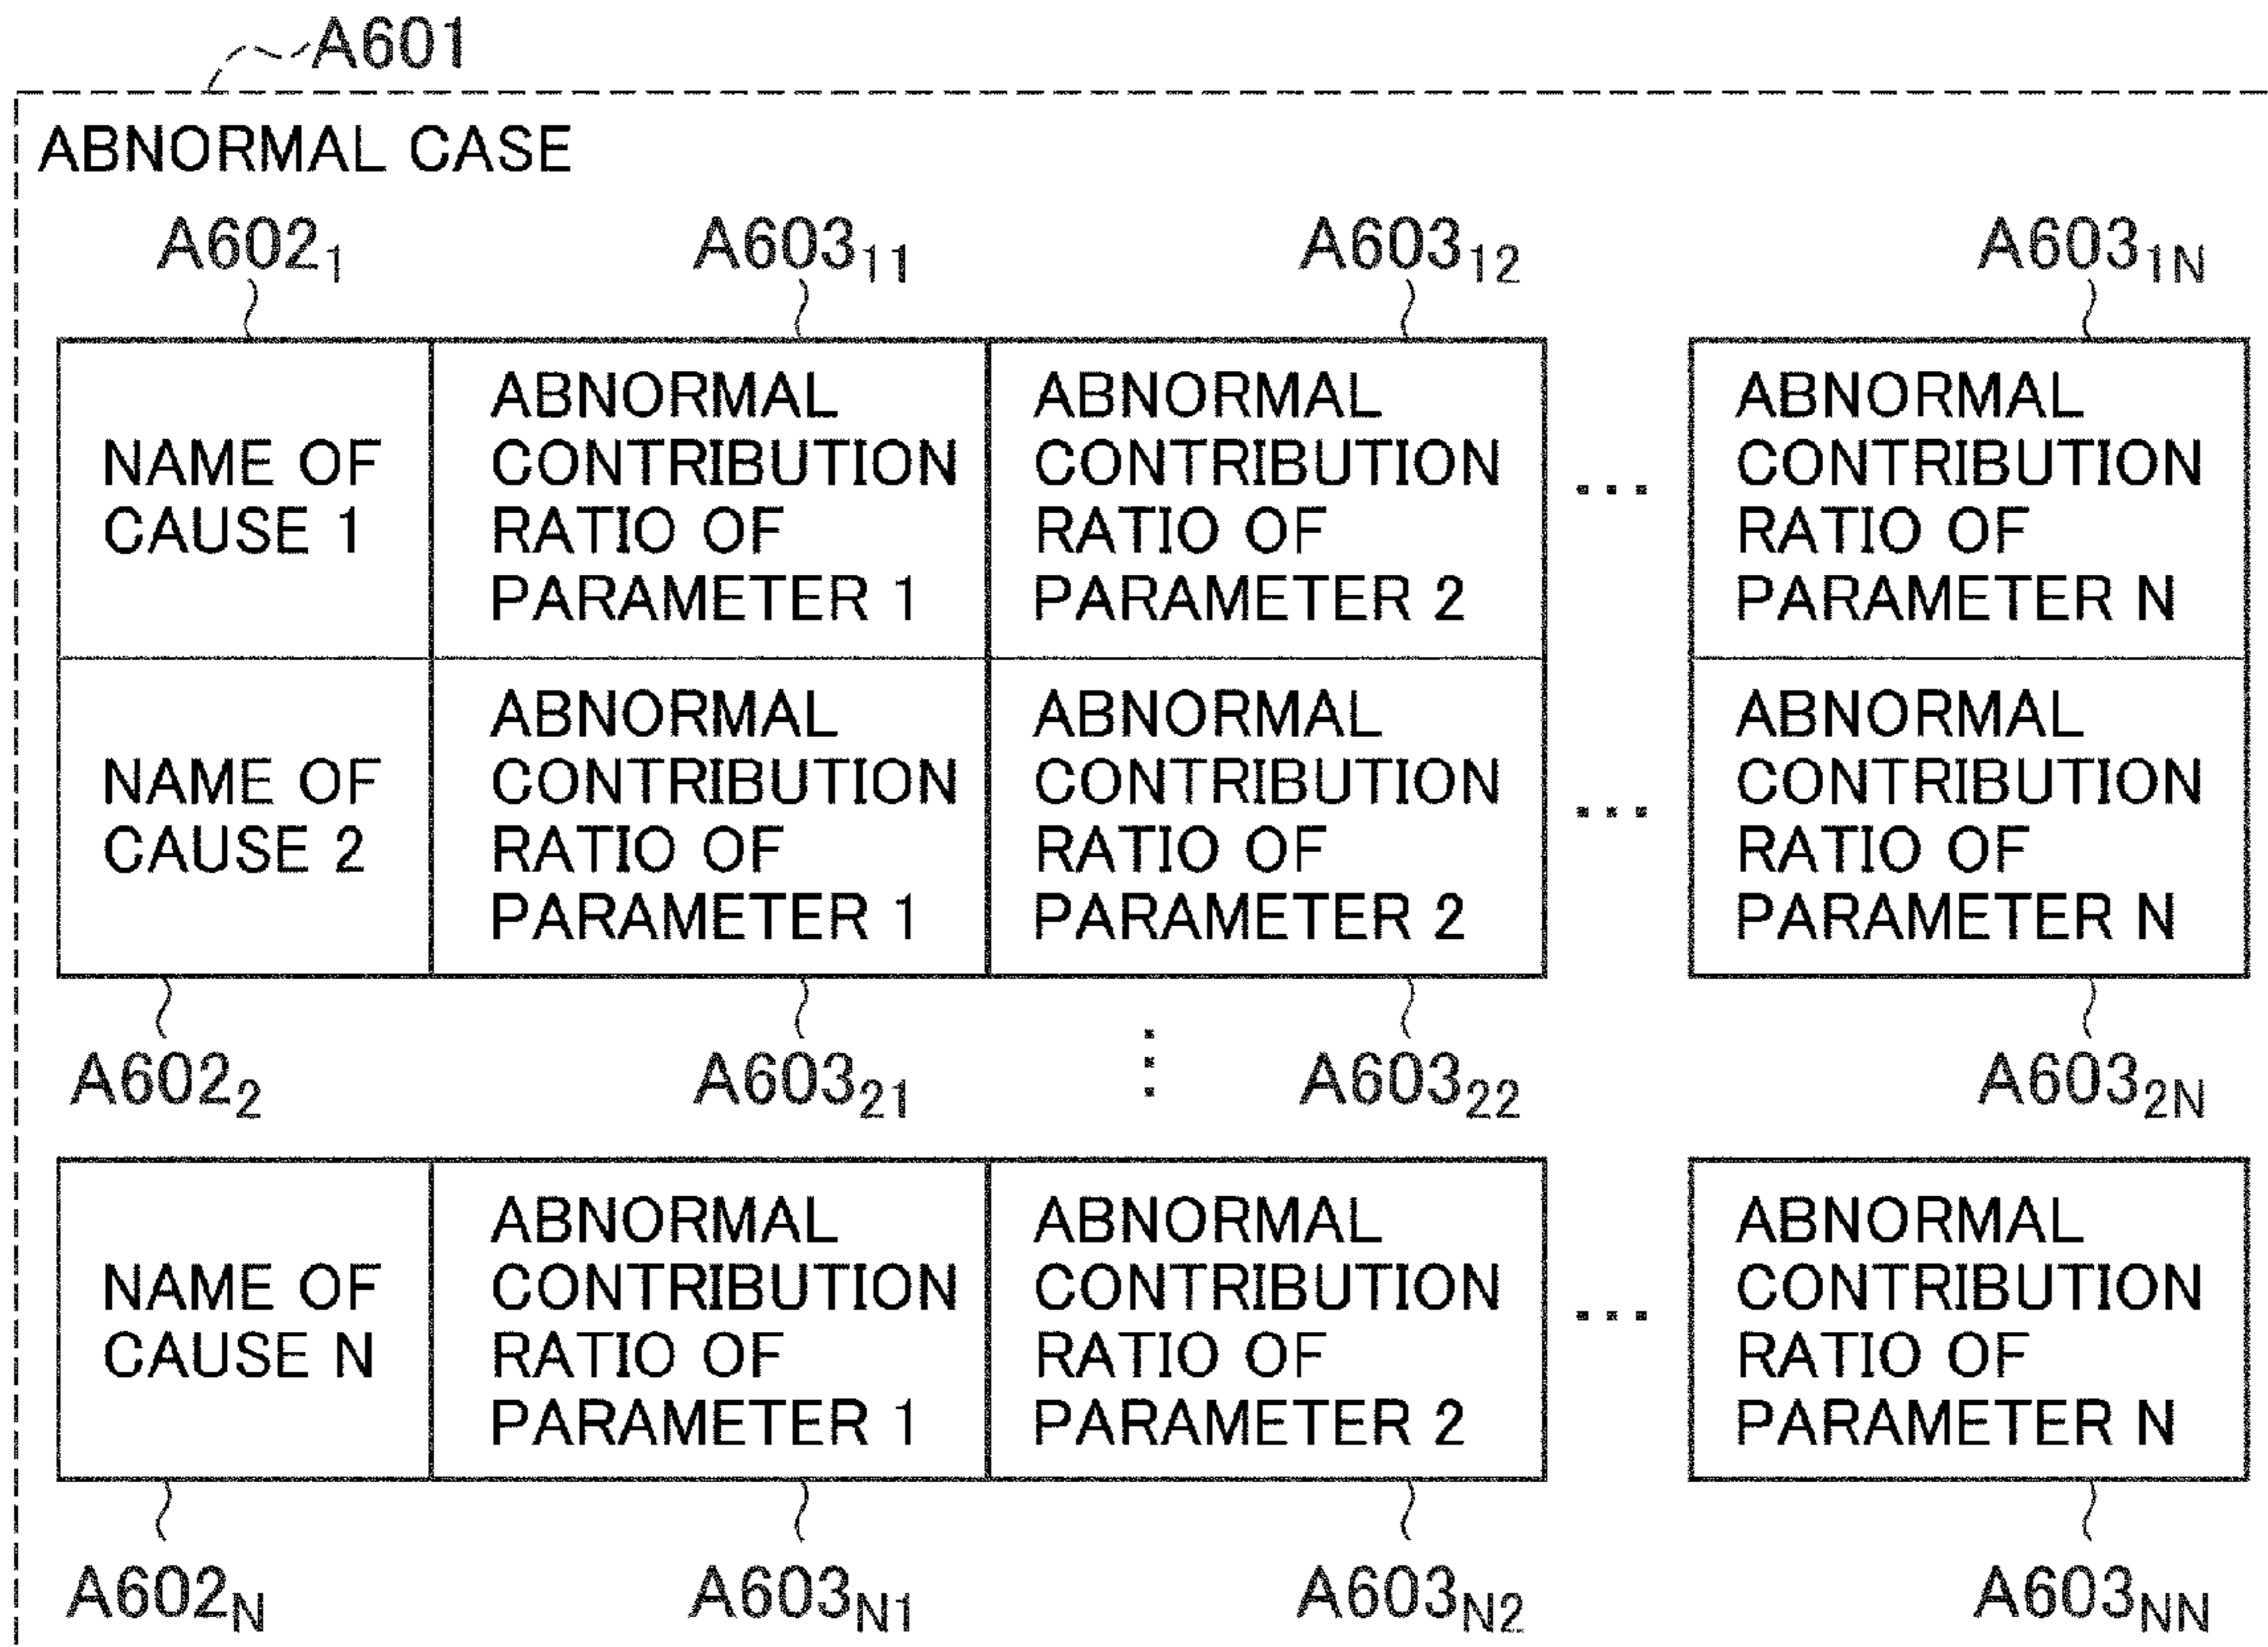 A601
ABNORMAL CASE
A602₁ A603₁₁ A603₁₂ A603₁ₙ
NAME OF
CAUSE 1
ABNORMAL
CONTRIBUTION
RATIO OF
PARAMETER 1
ABNORMAL
CONTRIBUTION
RATIO OF
PARAMETER 2
...
ABNORMAL
CONTRIBUTION
RATIO OF
PARAMETER N
NAME OF
CAUSE 2
ABNORMAL
CONTRIBUTION
RATIO OF
PARAMETER 1
ABNORMAL
CONTRIBUTION
RATIO OF
PARAMETER 2
...
ABNORMAL
CONTRIBUTION
RATIO OF
PARAMETER N
A602₂ A603₂₁ ⋮ A603₂₂ A603₂N
NAME OF
CAUSE N
ABNORMAL
CONTRIBUTION
RATIO OF
PARAMETER 1
ABNORMAL
CONTRIBUTION
RATIO OF
PARAMETER 2
...
ABNORMAL
CONTRIBUTION
RATIO OF
PARAMETER N
A602N A603N1 A603N2 A603NN